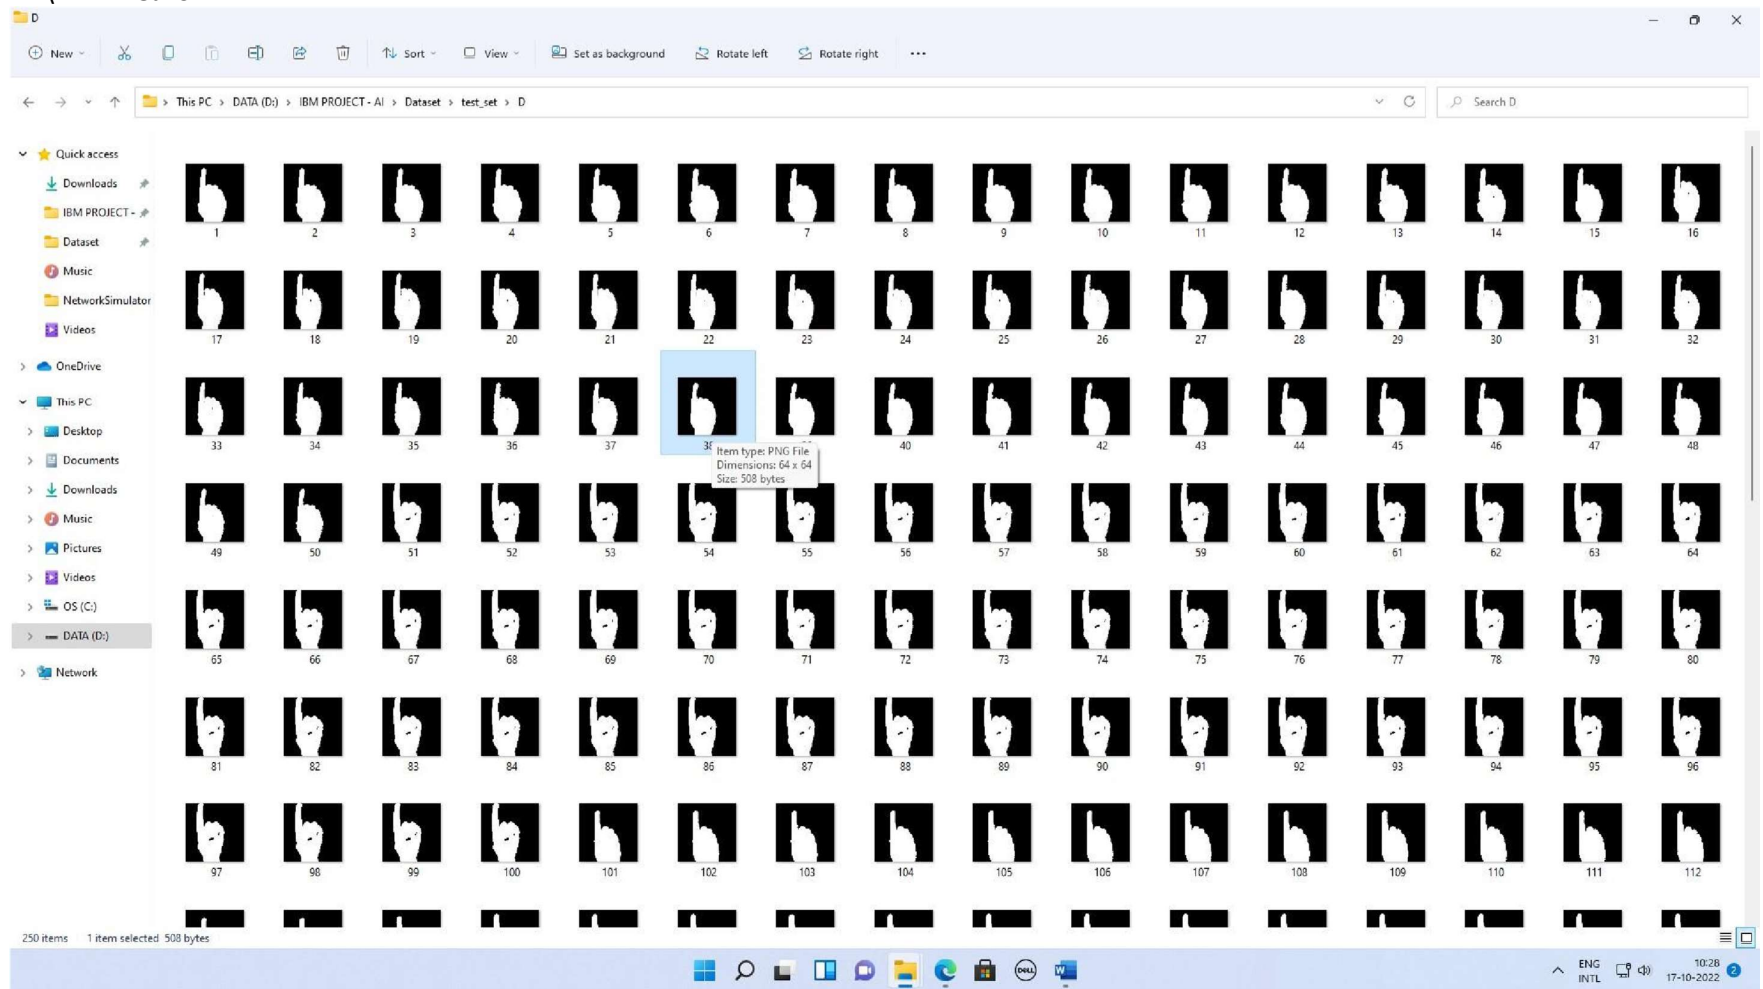 D
New
Sort
View
Set as background
Rotate left
Rotate right
This PC > DATA (D:) > IBM PROJECT - AI > Dataset > test_set > D
Search D
Quick access
Downloads
IBM PROJECT -
Dataset
Music
NetworkSimulator
Videos
OneDrive
This PC
Desktop
Documents
Downloads
Music
Pictures
Videos
OS (C:)
DATA (D:)
Network
1 2 3 4 5 6 7 8 9 10 11 12 13 14 15 16
17 18 19 20 21 22 23 24 25 26 27 28 29 30 31 32
33 34 35 36 37 38 40 41 42 43 44 45 46 47 48
Item type: PNG File
Dimensions: 64 x 64
Size: 508 bytes
49 50 51 52 53 54 55 56 57 58 59 60 61 62 63 64
65 66 67 68 69 70 71 72 73 74 75 76 77 78 79 80
81 82 83 84 85 86 87 88 89 90 91 92 93 94 95 96
97 98 99 100 101 102 103 104 105 106 107 108 109 110 111 112
250 items 1 item selected 508 bytes
DELL
W
ENG
INTL
10:28
17-10-2022
2